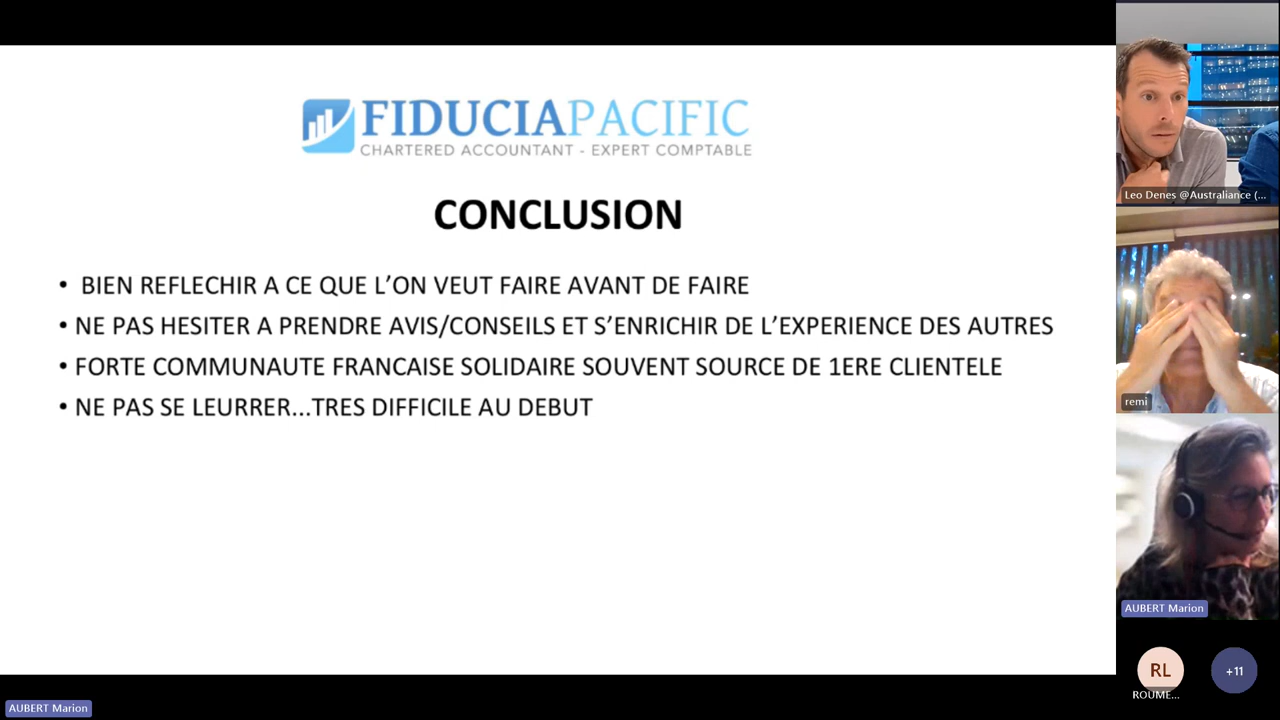 FIDUCIAPACIFIC
CHARTERED ACCOUNTANT - EXPERT COMPTABLE
CONCLUSION
• BIEN REFLECHIR A CE QUE L'ON VEUT FAIRE AVANT DE FAIRE
• NE PAS HESITER A PRENDRE AVIS/CONSEILS ET S'ENRICHIR DE L'EXPERIENCE DES AUTRES
• FORTE COMMUNAUTE FRANCAISE SOLIDAIRE SOUVENT SOURCE DE 1ERE CLIENTELE
• NE PAS SE LEURRER...TRES DIFFICILE AU DEBUT
Leo Denes @Australiance (...
remi
AUBERT Marion
RL
ROUME...
+11
AUBERT Marion